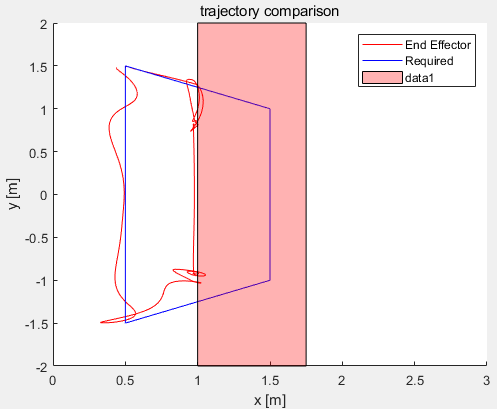 trajectory comparison
End Effector
Required
data1
2
1.5
1
0.5
0
-0.5
-1
-1.5
-2
y [m]
0 0.5 1 1.5 2 2.5 3
x [m]